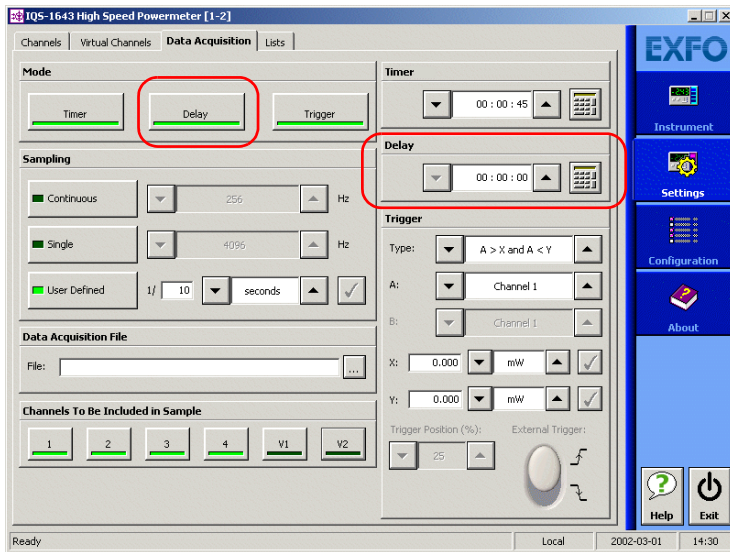 IQS-1643 High Speed Powermeter [1-2]
Channels Virtual Channels Data Acquisition Lists
EXFO
Mode
Timer Delay Trigger
Timer
00 : 00 : 45
Delay
00 : 00 : 00
Sampling
Continuous 256 Hz
Single 4096 Hz
User Defined 1/ 10 seconds
Trigger
Type: A > X and A < Y
A: Channel 1
B: Channel 1
X: 0.000 mW
Y: 0.000 mW
Trigger Position (%): External Trigger:
25
Data Acquisition File
File: ...
Channels To Be Included in Sample
1 2 3 4 V1 V2
Instrument
Settings
Configuration
About
Help Exit
Ready Local 2002-03-01 14:30